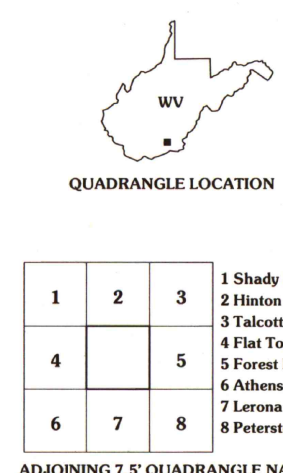 WV
QUADRANGLE LOCATION
1 2 3
4 5
6 7 8
1 Shady
2 Hinton
3 Talcott
4 Flat To
5 Forest
6 Athens
7 Lerona
8 Peterst
ADJOINING 7.5' QUADRANGLE NA